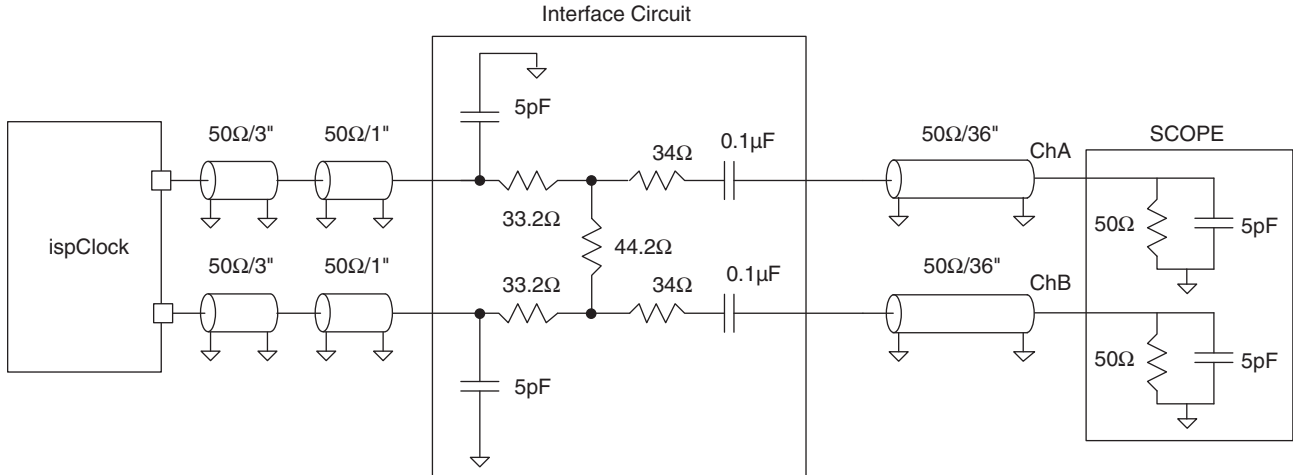 Interface Circuit
5pF
50Ω/3"
50Ω/1"
34Ω
0.1µF
50Ω/36"
ChA
SCOPE
33.2Ω
50Ω
5pF
ispClock
44.2Ω
50Ω/3"
50Ω/1"
33.2Ω
34Ω
0.1µF
50Ω/36"
ChB
5pF
50Ω
5pF